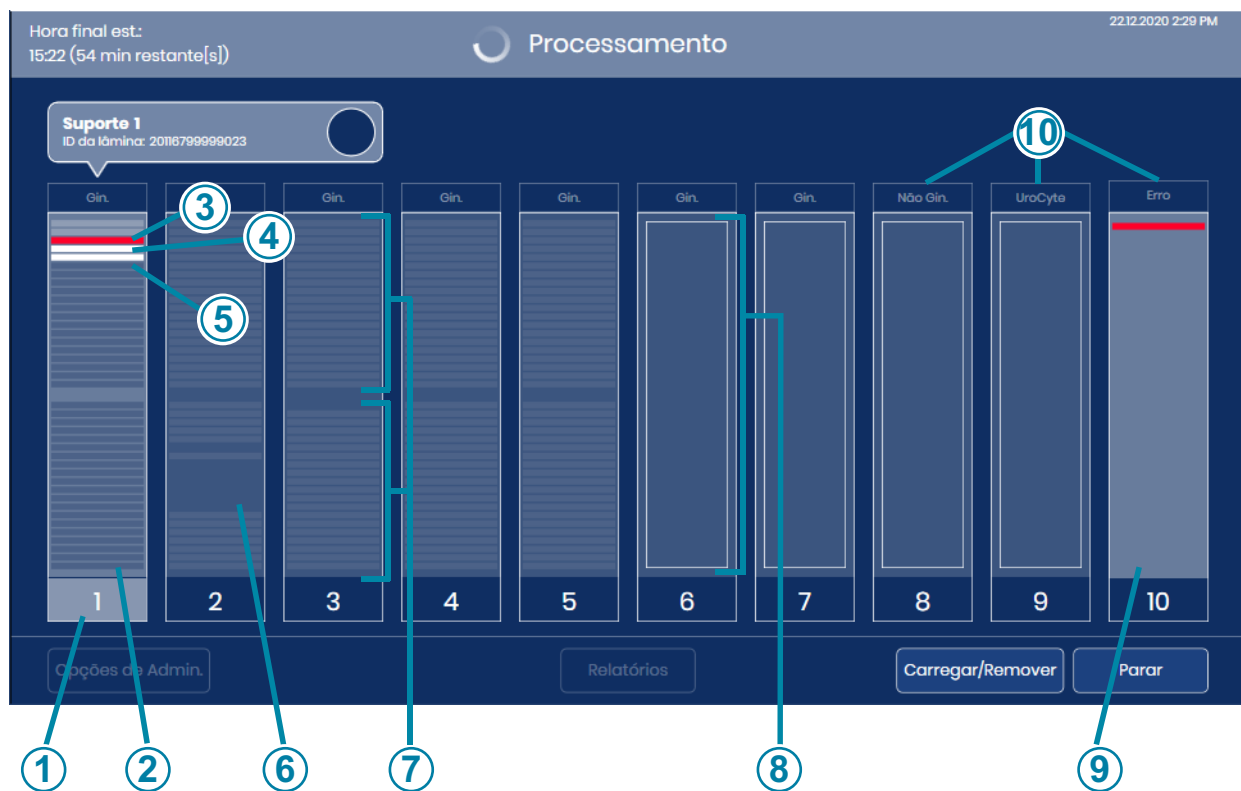 Hora final est.:
15:22 (54 min restante[s])
Processamento
22.12.2020 2:29 PM
Suporte 1
ID da lâmina: 20116799999023
10
Gin.
Gin.
Gin.
Gin.
Gin.
Gin.
Não Gin.
UroCyte
Erro
3
4
5
1
2
3
4
5
6
7
8
9
10
Opções de Admin.
Relatórios
Carregar/Remover
Parar
1
2
6
7
8
9